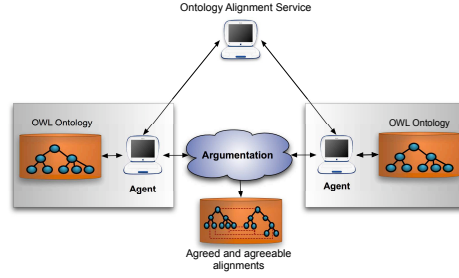 Ontology Alignment Service
OWL Ontology
Agent
Argumentation
OWL Ontology
Agent
Agreed and agreeable
alignments